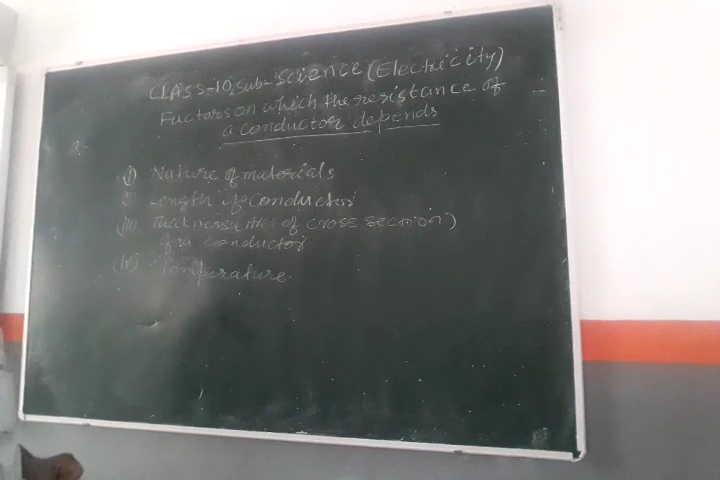 CLASS-10, Sub- Science (Electricity)
Factors on which the resistance of
a conductor depends
(i) Nature of materials
(ii) Length of conductor
(iii) Thickness (Area of cross section)
of a conductor
(iv) Temperature